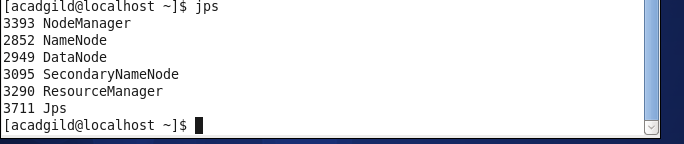 [acadgild@localhost ~]$ jps
3393 NodeManager
2852 NameNode
2949 DataNode
3095 SecondaryNameNode
3290 ResourceManager
3711 Jps
[acadgild@localhost ~]$